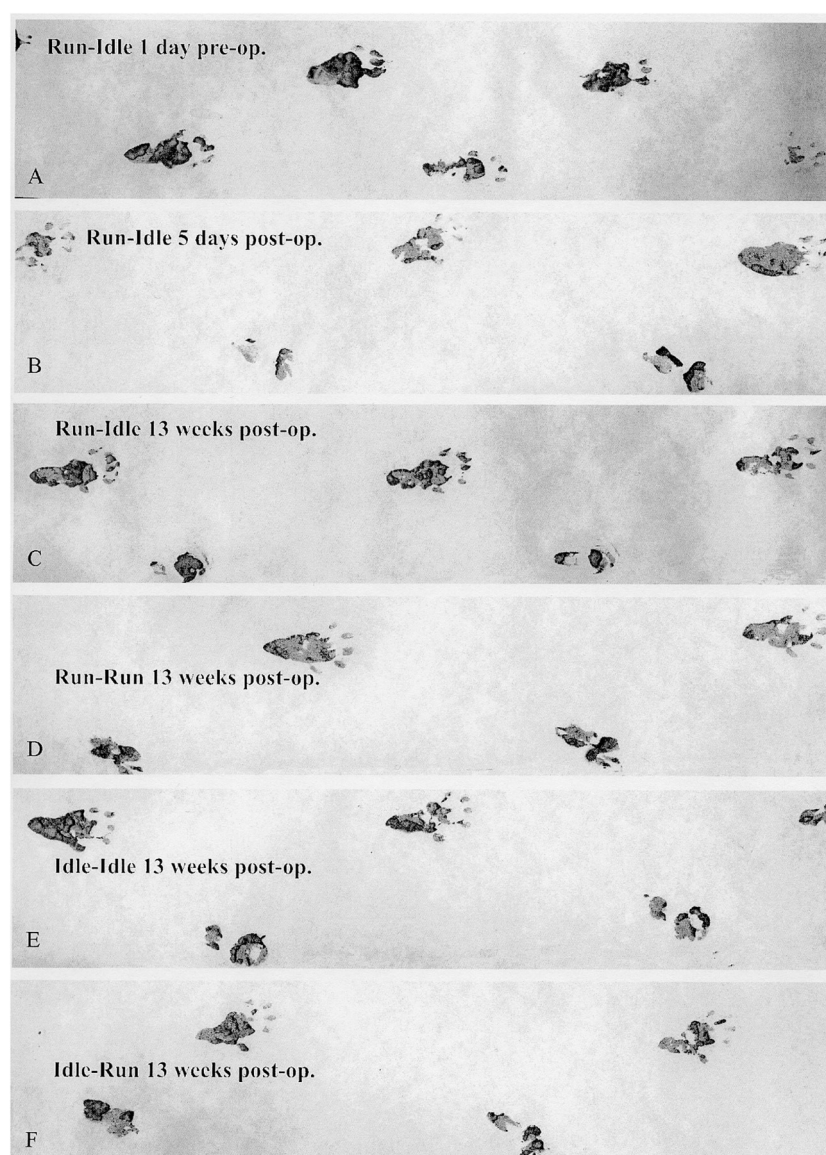 Run-Idle 1 day pre-op.
A
Run-Idle 5 days post-op.
B
Run-Idle 13 weeks post-op.
C
Run-Run 13 weeks post-op.
D
Idle-Idle 13 weeks post-op.
E
Idle-Run 13 weeks post-op.
F